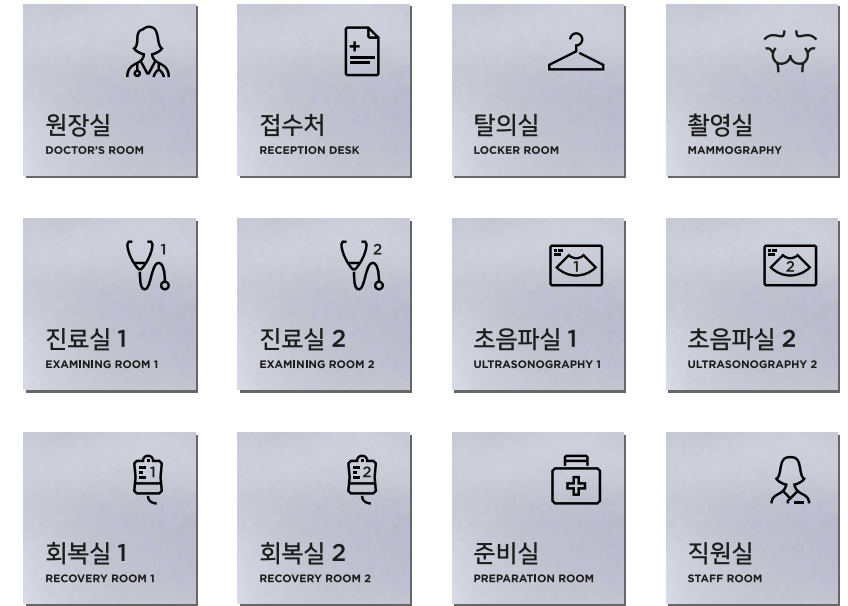 원장실
DOCTOR'S ROOM
접수처
RECEPTION DESK
탈의실
LOCKER ROOM
촬영실
MAMMOGRAPHY
1
진료실 1
EXAMINING ROOM 1
2
진료실 2
EXAMINING ROOM 2
1
초음파실 1
ULTRASONOGRAPHY 1
2
초음파실 2
ULTRASONOGRAPHY 2
1
회복실 1
RECOVERY ROOM 1
2
회복실 2
RECOVERY ROOM 2
준비실
PREPARATION ROOM
직원실
STAFF ROOM